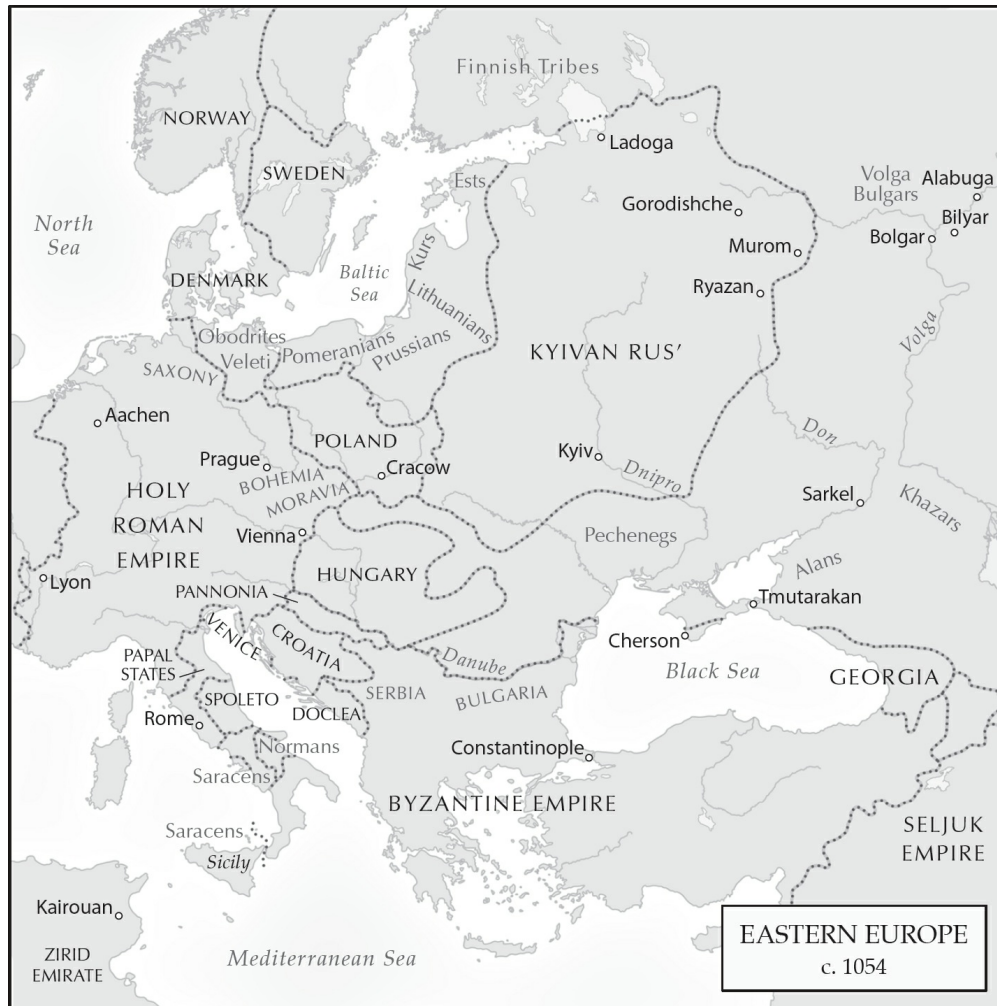 Finnish Tribes
NORWAY
Ladoga
SWEDEN
Ests
Volga
Bulgars
Alabuga
Gorodishche
Bilyar
North
Sea
Bolgar
Murom
Kurs
Baltic
Sea
DENMARK
Ryazan
Lithuanians
Obodrites
Veleti
Pomeranians
Prussians
KYIVAN RUS’
Volga
SAXONY
Aachen
POLAND
Don
Prague
Kyiv
Cracow
BOHEMIA
Dnipro
MORAVIA
HOLY
ROMAN
EMPIRE
Sarkel
Khazars
Vienna
Pechenegs
Alans
Lyon
HUNGARY
PANNONIA
Tmutarakan
VENICE
CROATIA
Cherson
Danube
Black Sea
PAPAL
STATES
GEORGIA
SERBIA
BULGARIA
SPOLETO
DOCLEA
Rome
Normans
Constantinople
Saracens
BYZANTINE EMPIRE
Saracens
SELJUK
EMPIRE
Sicily
Kairouan
ZIRID
EMIRATE
Mediterranean Sea
EASTERN EUROPE
c. 1054